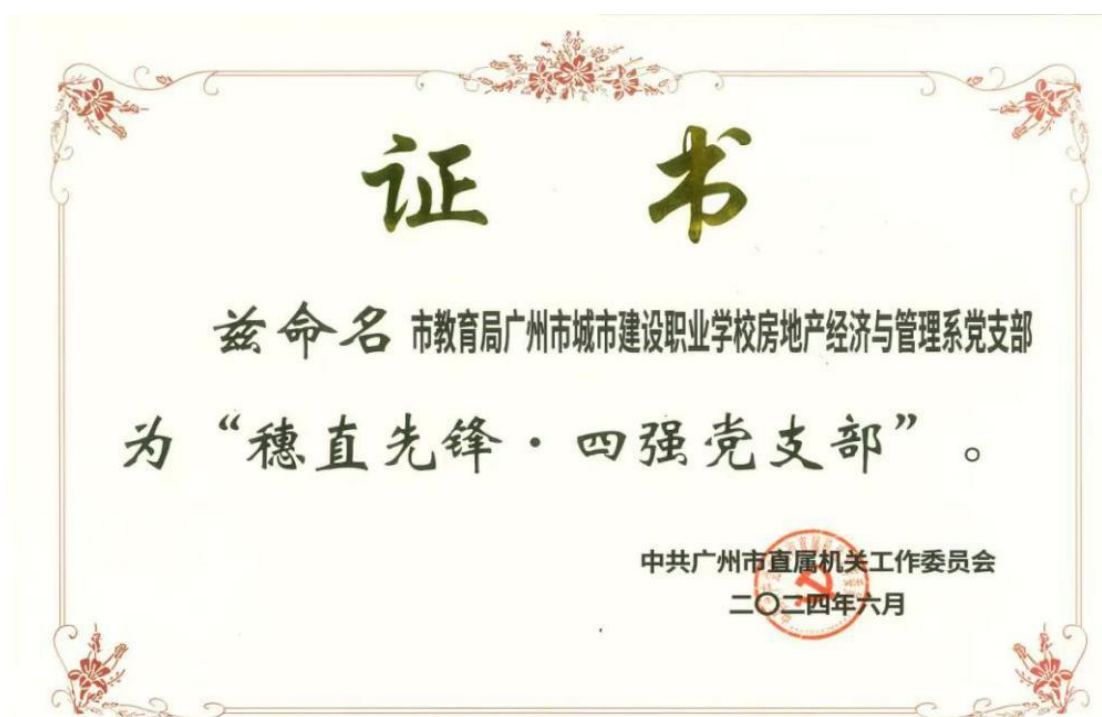 证 书
兹命名 市教育局广州市城市建设职业学校房地产经济与管理系党支部
为“穗直先锋·四强党支部”。
中共广州市直属机关工作委员会
二〇二四年六月